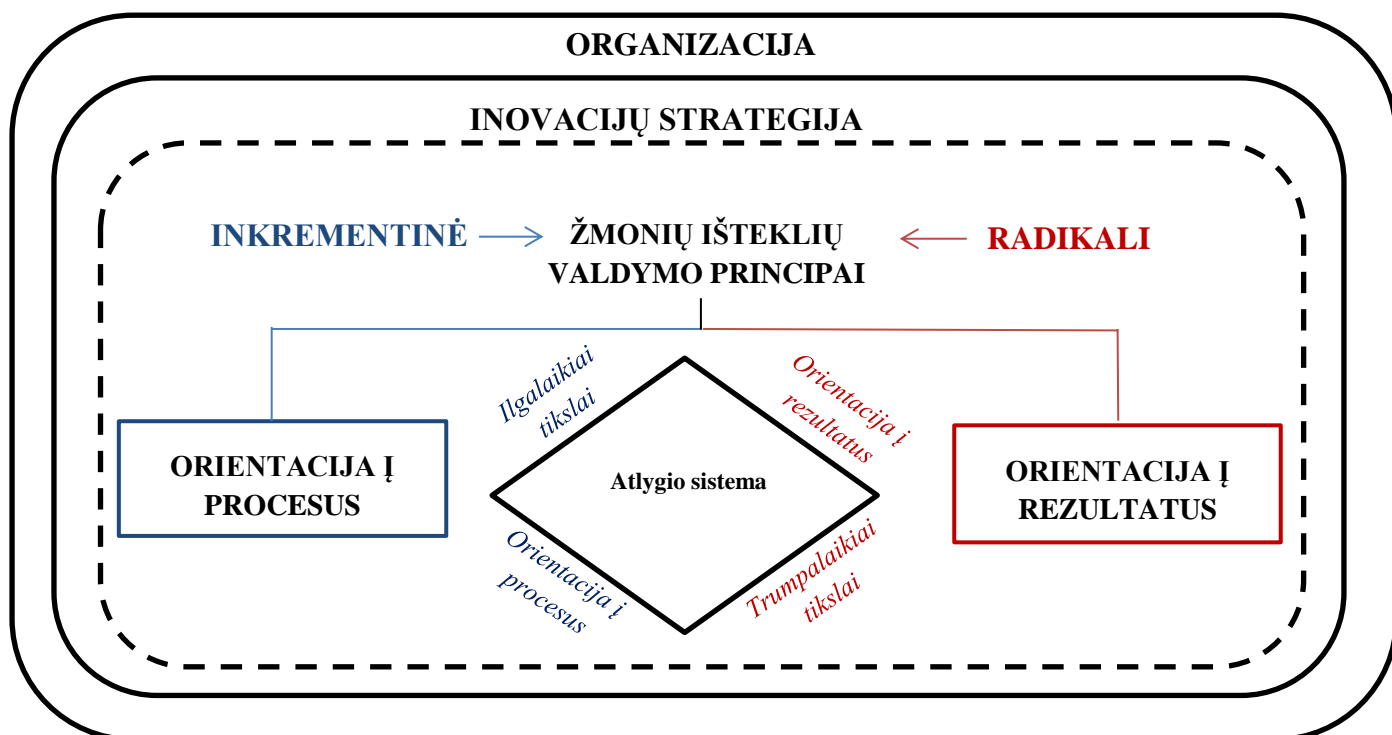 ORGANIZACIJA
INOVACIJŲ STRATEGIJA
INKREMENTINĖ
ŽMONIŲ IŠTEKLIŲ
VALDYMO PRINCIPAI
RADIKALI
Ilgalaikiai
tikslai
Orientacija į
rezultatus
ORIENTACIJA Į
PROCESUS
Atlygio sistema
ORIENTACIJA Į
REZULTATUS
Orientacija į
procesus
Trumpalaikiai
tikslai